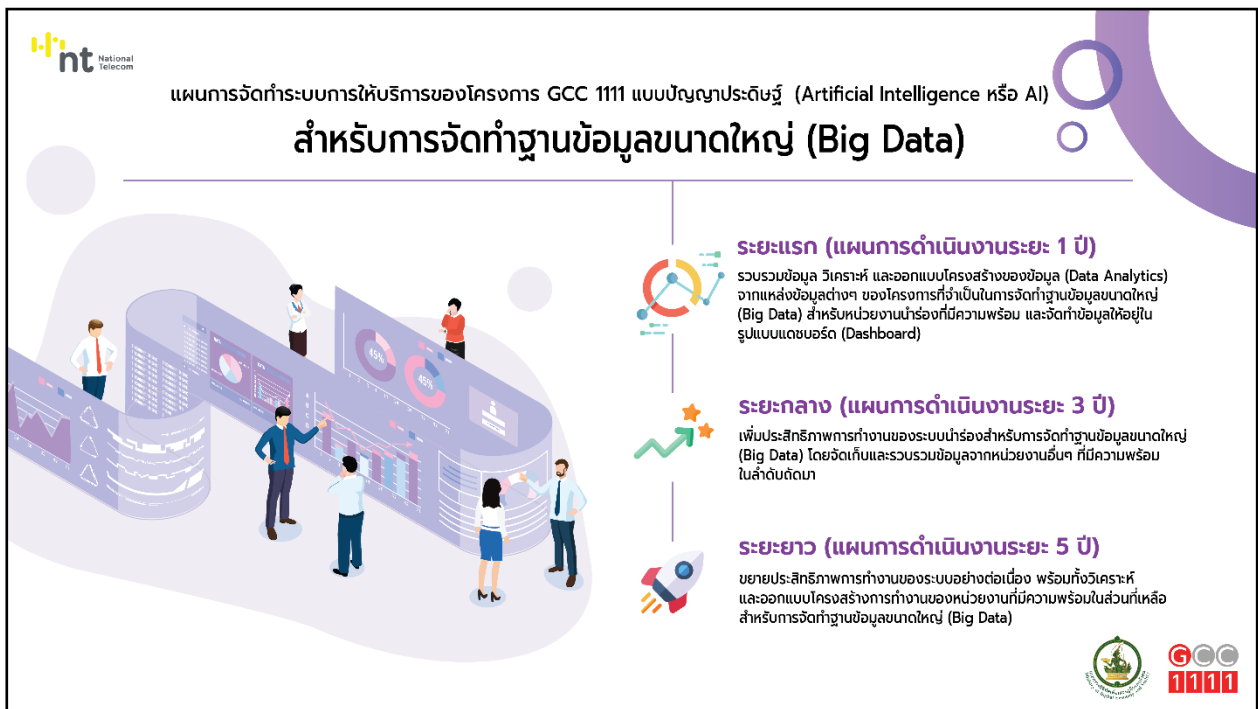 nt National
Telecom
แผนการจัดทำระบบการให้บริการของโครงการ GCC 1111 แบบปัญญาประดิษฐ์ (Artificial Intelligence หรือ AI)
สำหรับการจัดทำฐานข้อมูลขนาดใหญ่ (Big Data)
ระยะแรก (แผนการดำเนินงานระยะ 1 ปี)
รวบรวมข้อมูล วิเคราะห์ และออกแบบโครงสร้างของข้อมูล (Data Analytics)
จากแหล่งข้อมูลต่างๆ ของโครงการที่จำเป็นในการจัดทำฐานข้อมูลขนาดใหญ่
(Big Data) สำหรับหน่วยงานนำร่องที่มีความพร้อม และจัดทำข้อมูลให้อยู่ใน
รูปแบบแดชบอร์ด (Dashboard)
ระยะกลาง (แผนการดำเนินงานระยะ 3 ปี)
เพิ่มประสิทธิภาพการทำงานของระบบนำร่องสำหรับการจัดทำฐานข้อมูลขนาดใหญ่
(Big Data) โดยจัดเก็บและรวบรวมข้อมูลจากหน่วยงานอื่นๆ ที่มีความพร้อม
ในลำดับถัดมา
ระยะยาว (แผนการดำเนินงานระยะ 5 ปี)
ขยายประสิทธิภาพการทำงานของระบบอย่างต่อเนื่อง พร้อมทั้งวิเคราะห์
และออกแบบโครงสร้างการทำงานของหน่วยงานที่มีความพร้อมในส่วนที่เหลือ
สำหรับการจัดทำฐานข้อมูลขนาดใหญ่ (Big Data)
45%
45%
GCC
1111